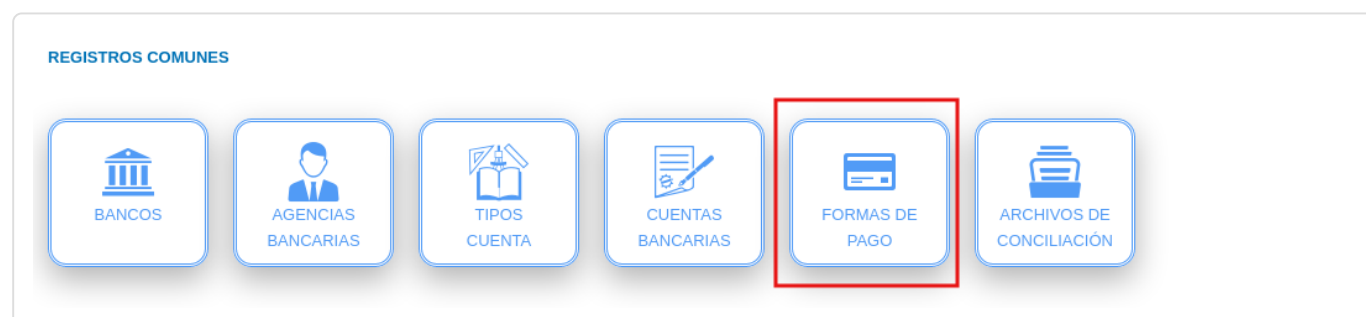 REGISTROS COMUNES
BANCOS
AGENCIAS
BANCARIAS
TIPOS
CUENTA
CUENTAS
BANCARIAS
FORMAS DE
PAGO
ARCHIVOS DE
CONCILIACIÓN